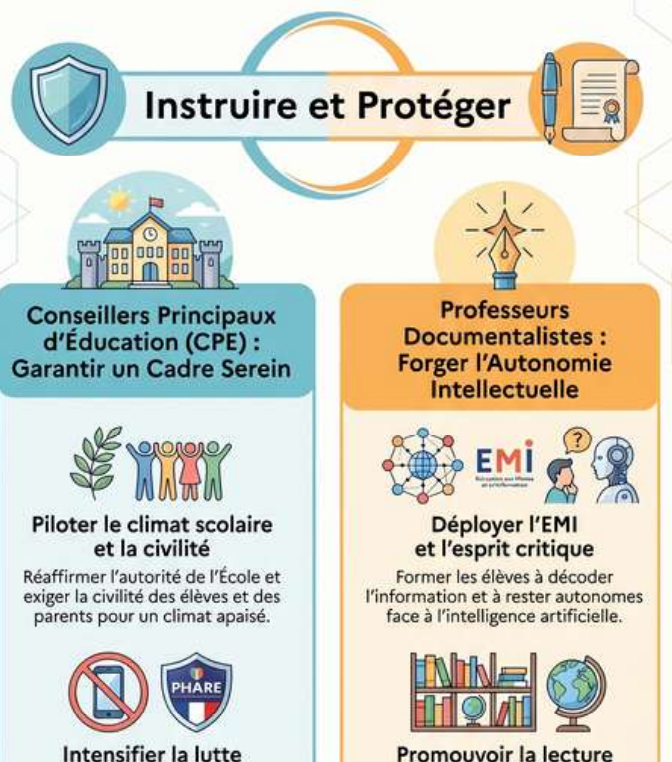 Instruire et Protéger
Conseillers Principaux
d'Éducation (CPE) :
Garantir un Cadre Serein
Piloter le climat scolaire
et la civilité
Réaffirmer l'autorité de l'École et
exiger la civilité des élèves et des
parents pour un climat apaisé.
PHARE
Intensifier la lutte
Professeurs
Documentalistes :
Forger l'Autonomie
Intellectuelle
EMI
?
Déployer l'EMI
et l'esprit critique
Former les élèves à décoder
l'information et à rester autonomes
face à l'intelligence artificielle.
Promouvoir la lecture